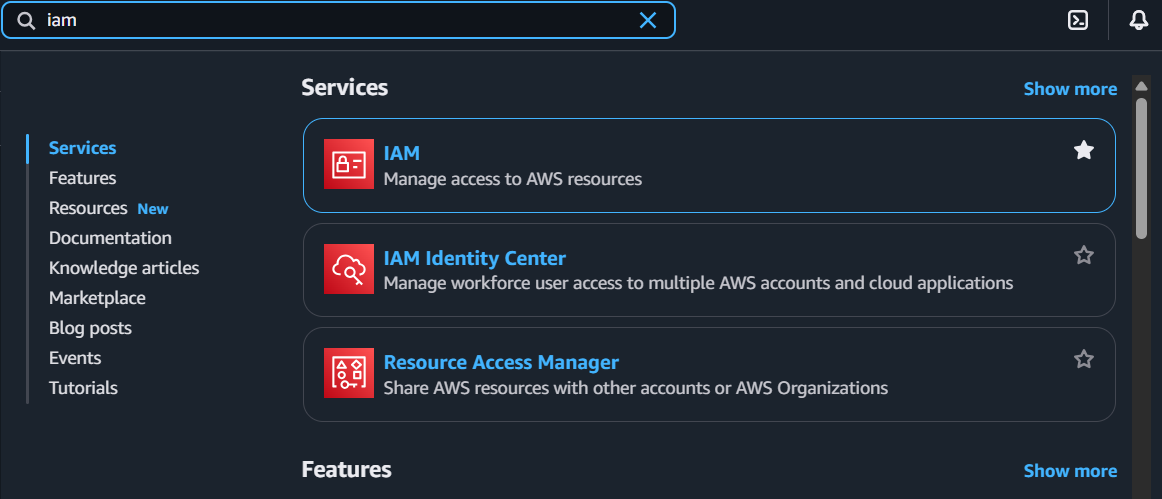 iam
Services
Features
Resources New
Documentation
Knowledge articles
Marketplace
Blog posts
Events
Tutorials
Services
Show more
IAM
Manage access to AWS resources
IAM Identity Center
Manage workforce user access to multiple AWS accounts and cloud applications
Resource Access Manager
Share AWS resources with other accounts or AWS Organizations
Features
Show more